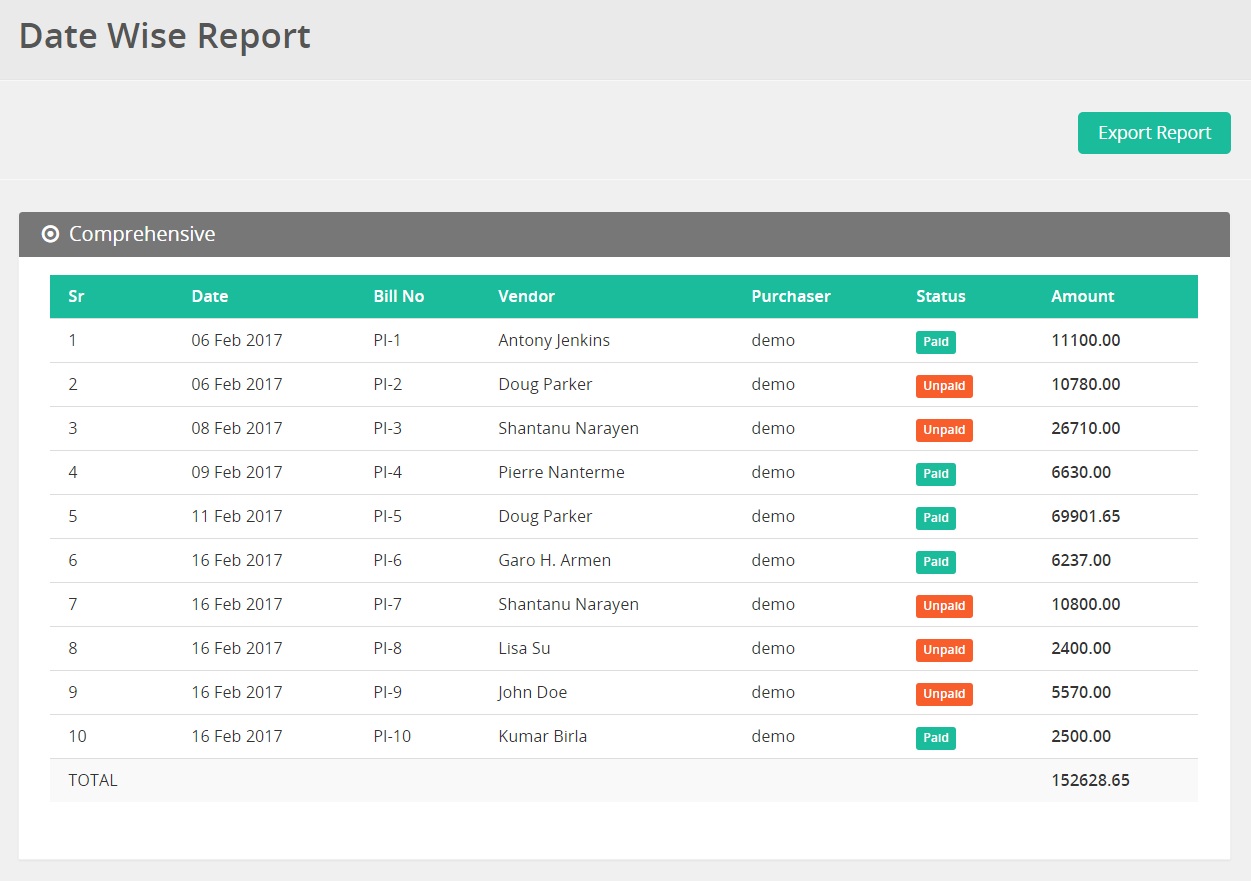 Date Wise Report
Export Report
Comprehensive
Sr Date Bill No Vendor Purchaser Status Amount
1 06 Feb 2017 PI-1 Antony Jenkins demo Paid 11100.00
2 06 Feb 2017 PI-2 Doug Parker demo Unpaid 10780.00
3 08 Feb 2017 PI-3 Shantanu Narayen demo Unpaid 26710.00
4 09 Feb 2017 PI-4 Pierre Nanterme demo Paid 6630.00
5 11 Feb 2017 PI-5 Doug Parker demo Paid 69901.65
6 16 Feb 2017 PI-6 Garo H. Armen demo Paid 6237.00
7 16 Feb 2017 PI-7 Shantanu Narayen demo Unpaid 10800.00
8 16 Feb 2017 PI-8 Lisa Su demo Unpaid 2400.00
9 16 Feb 2017 PI-9 John Doe demo Unpaid 5570.00
10 16 Feb 2017 PI-10 Kumar Birla demo Paid 2500.00
TOTAL 152628.65